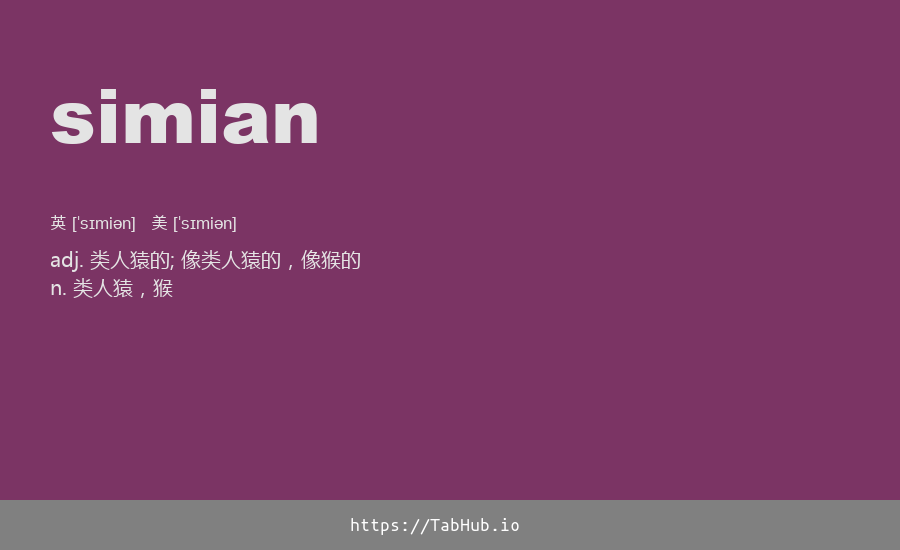 simian
英 [ˈsɪmiən] 美 [ˈsɪmiən]
adj. 类人猿的; 像类人猿的，像猴的
n. 类人猿，猴
https://TabHub.io